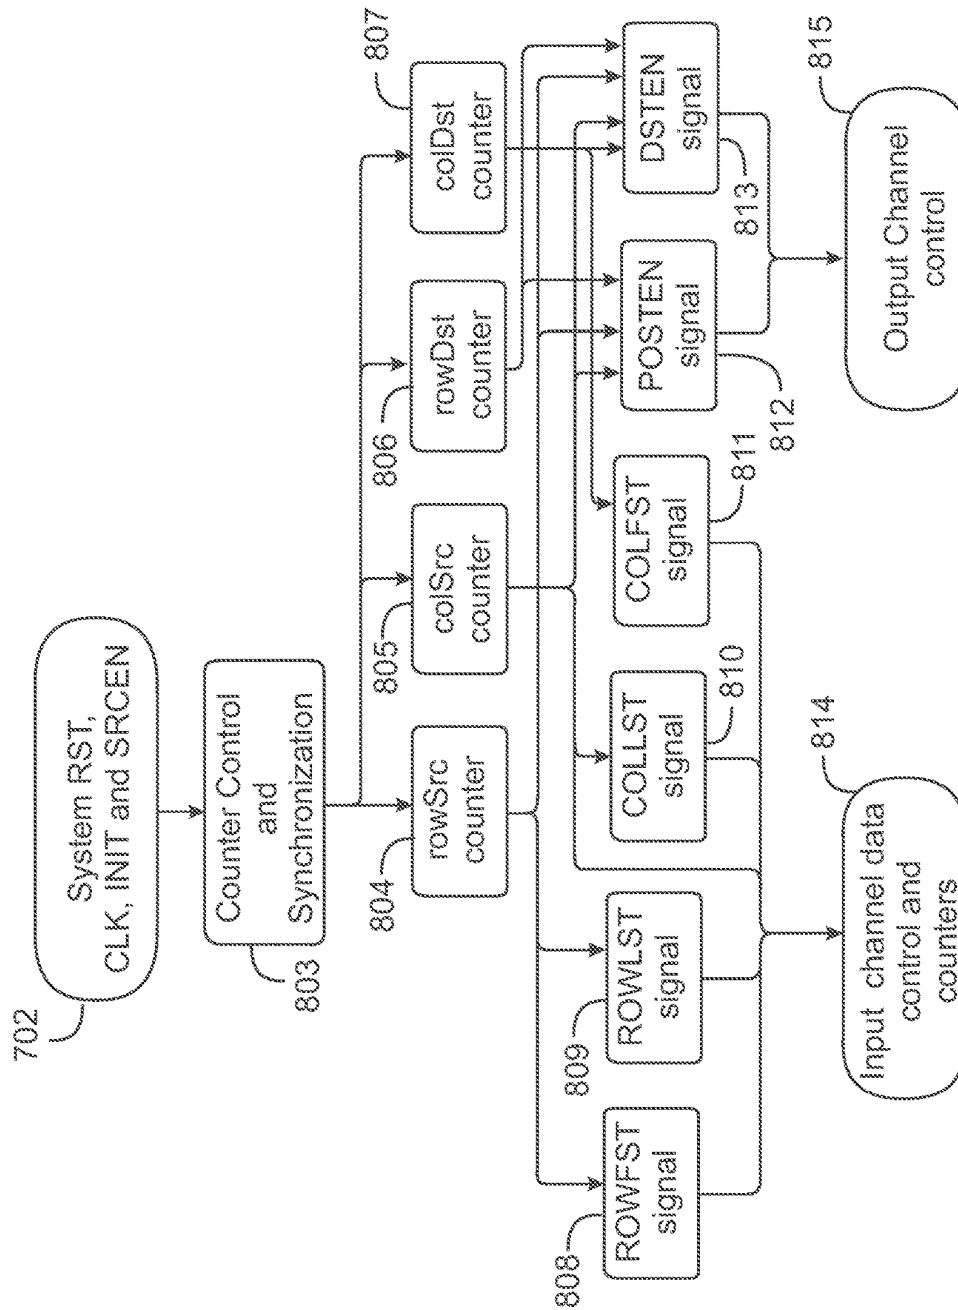 702
System RST,
CLK, INIT and SRCEN
803
Counter Control
and
Synchronization
804
rowSrc
counter
805
colSrc
counter
806
rowDst
counter
807
colDst
counter
808
ROWFST
signal
809
ROWLST
signal
810
COLLST
signal
811
COLFST
signal
812
POSTEN
signal
813
DSTEN
signal
814
Input channel data
control and
counters
815
Output Channel
control